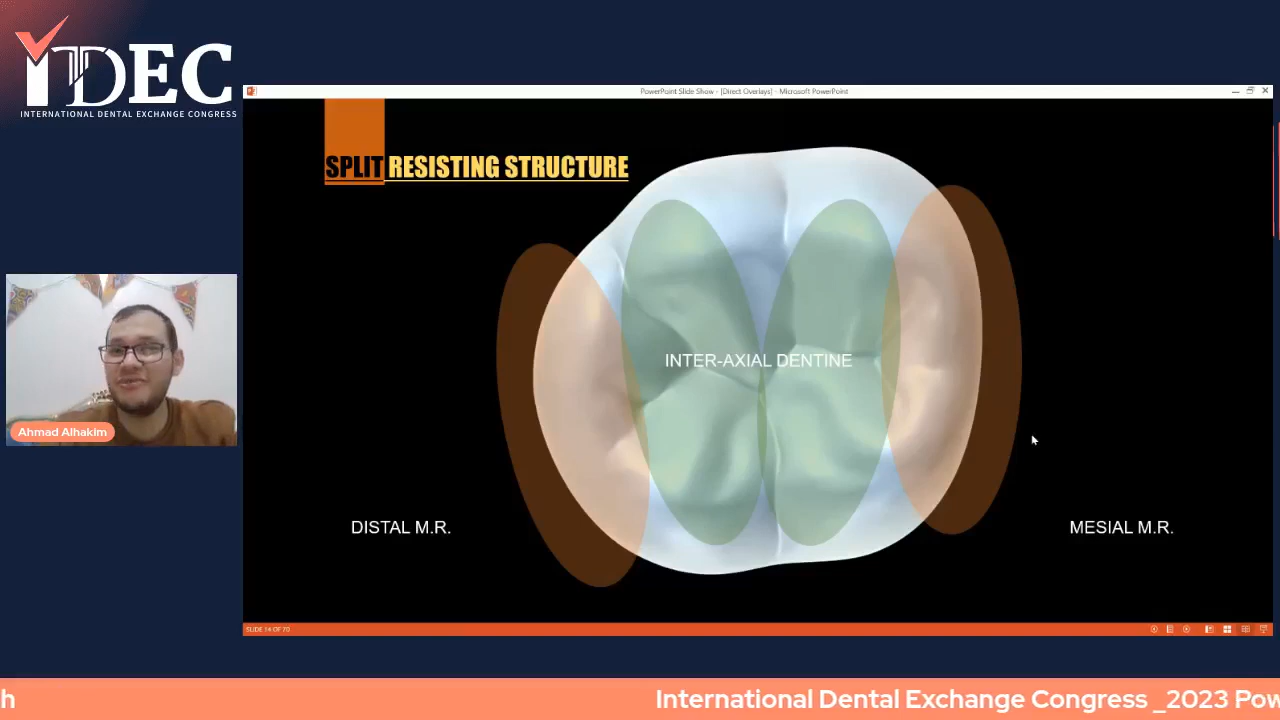 iDEC
INTERNATIONAL DENTAL EXCHANGE CONGRESS
PowerPoint Slide Show - [Direct Overlays] - Microsoft PowerPoint
SPLIT RESISTING STRUCTURE
INTER-AXIAL DENTINE
Ahmad Alhakim
DISTAL M.R.
MESIAL M.R.
SLIDE 14 OF 70
h
International Dental Exchange Congress _2023 Pow